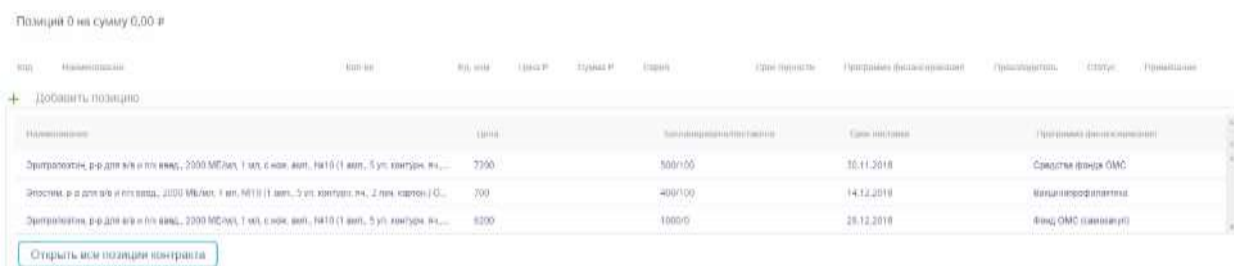 Позиций 0 на сумму 0,00 ₽
Код Наименование Кол-во Ед. изм Цена ₽ Сумма ₽ Серия Срок годности Программа финансирования Производитель Статус Примечание
+ Добавить позицию
Наименование Цена Запланировано/поставлено Срок поставки Программа финансирования
Эритропоэтин, р-р для в/в и п/к введ., 2000 МЕ/мл, 1 мл, с нож. амп., №10 (1 амп., 5 уп. контурн. яч.,... 7200 500/100 30.11.2018 Средства фонда ОМС
Эпостим, р-р для в/в и п/к введ., 2000 МЕ/мл, 1 мл, №10 (1 амп., 5 уп. контурн. яч., 2 пач. картон.) О... 700 400/100 14.12.2018 Вакцинопрофилактика
Эритропоэтин, р-р для в/в и п/к введ., 2000 МЕ/мл, 1 мл, с нож. амп., №10 (1 амп., 5 уп. контурн. яч.,... 6200 1000/0 28.12.2018 Фонд ОМС
Открыть все позиции контракта